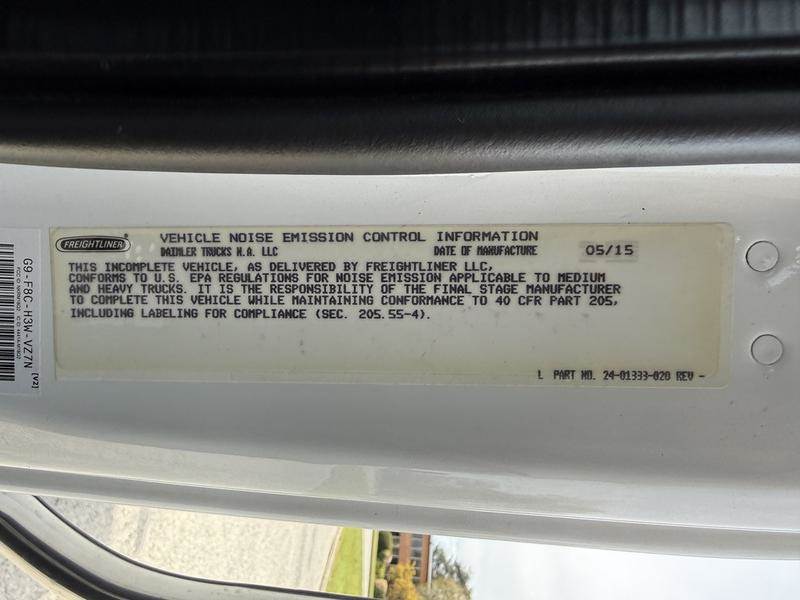 FREIGHTLINER
VEHICLE NOISE EMISSION CONTROL INFORMATION
DAIMLER TRUCKS N.A. LLC DATE OF MANUFACTURE 05/15
THIS INCOMPLETE VEHICLE, AS DELIVERED BY FREIGHTLINER LLC,
CONFORMS TO U.S. EPA REGULATIONS FOR NOISE EMISSION APPLICABLE TO MEDIUM
AND HEAVY TRUCKS. IT IS THE RESPONSIBILITY OF THE FINAL STAGE MANUFACTURER
TO COMPLETE THIS VEHICLE WHILE MAINTAINING CONFORMANCE TO 40 CFR PART 205,
INCLUDING LABELING FOR COMPLIANCE (SEC. 205.55-4).
L PART NO. 24-01333-020 REV -
G9-F8C-H3W-VZ7N [V2]